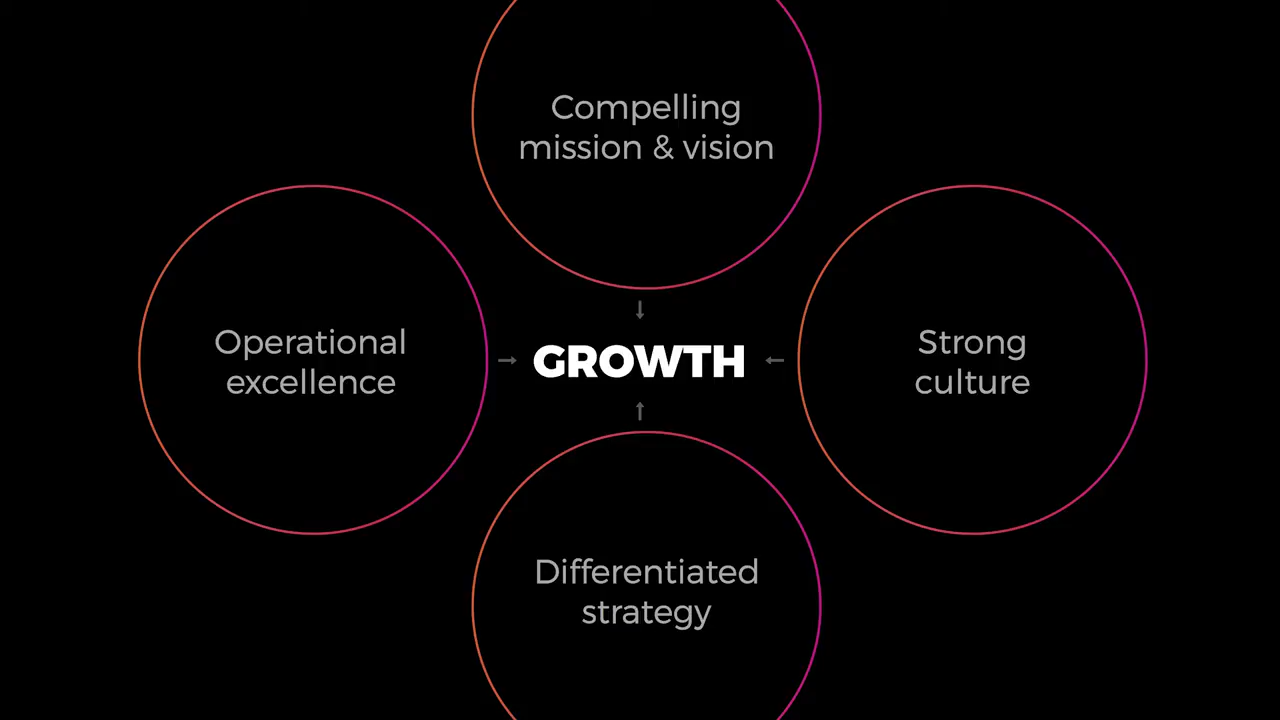 Compelling
mission & vision
Operational
excellence
GROWTH
Strong
culture
Differentiated
strategy